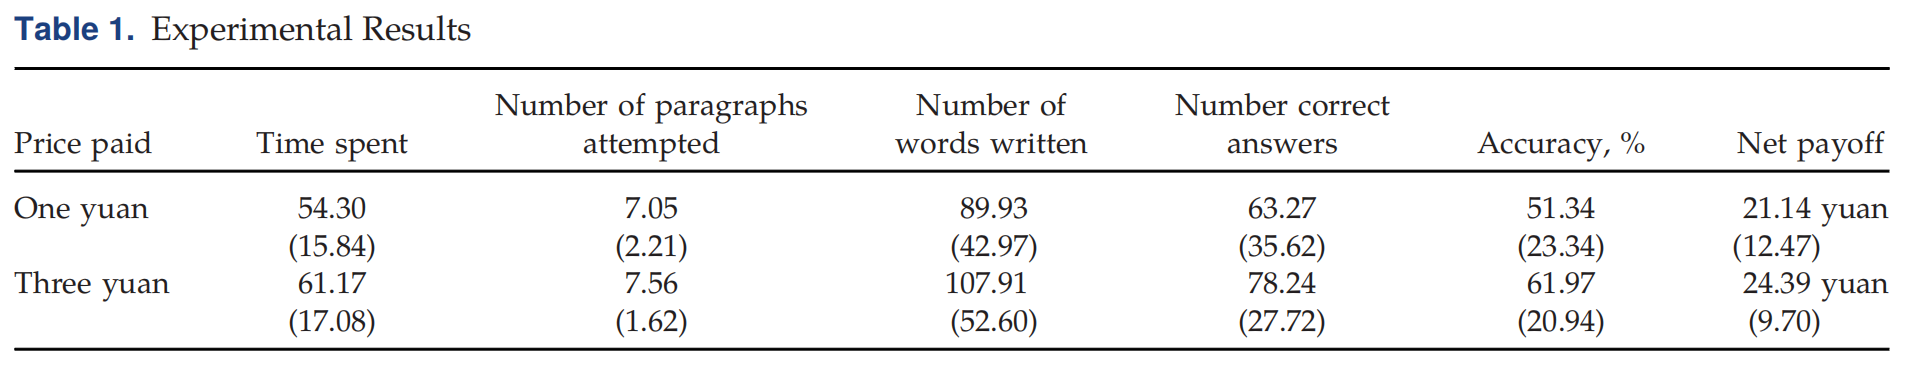 Table 1. Experimental Results
Price paid Time spent Number of paragraphs attempted Number of words written Number correct answers Accuracy, % Net payoff
One yuan 54.30 7.05 89.93 63.27 51.34 21.14 yuan
(15.84) (2.21) (42.97) (35.62) (23.34) (12.47)
Three yuan 61.17 7.56 107.91 78.24 61.97 24.39 yuan
(17.08) (1.62) (52.60) (27.72) (20.94) (9.70)